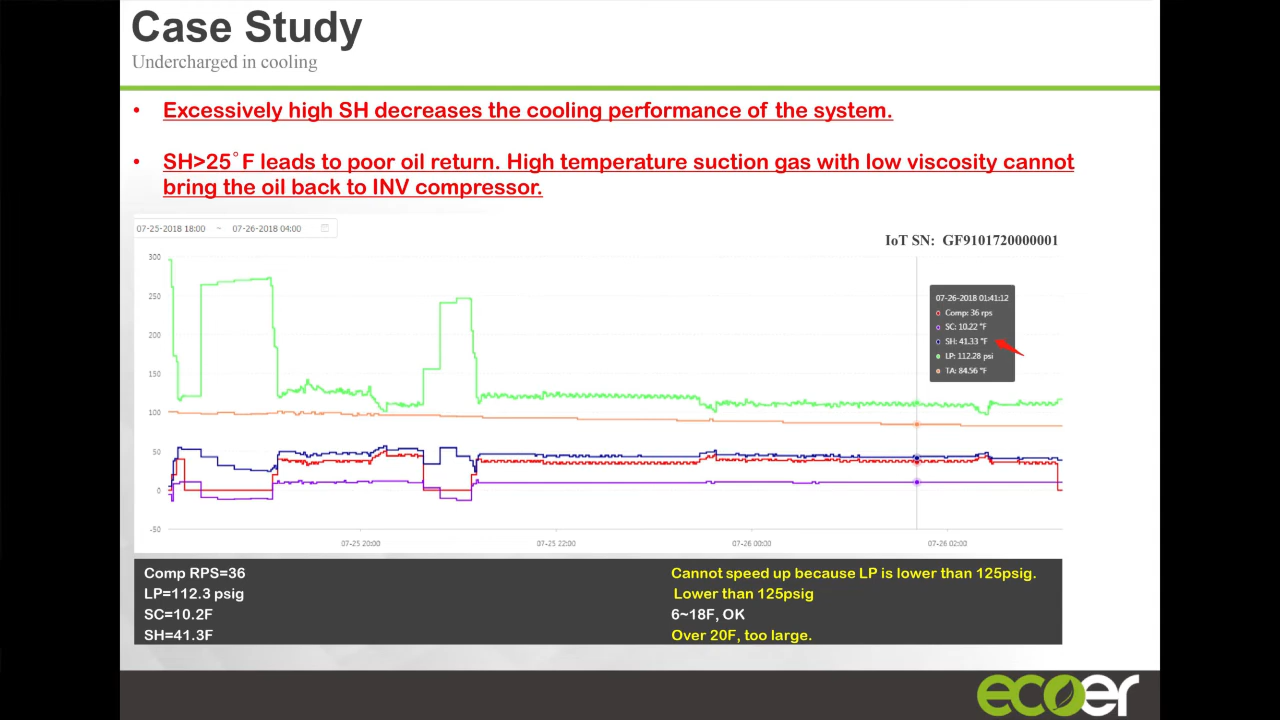 Case Study
Undercharged in cooling
• Excessively high SH decreases the cooling performance of the system.
• SH>25°F leads to poor oil return. High temperature suction gas with low viscosity cannot
bring the oil back to INV compressor.
07-25-2018 18:00 ~ 07-26-2018 04:00
IoT SN: GF9101720000001
300
250
200
150
100
50
0
-50
07-26-2018 01:41:12
Comp: 36 rps
SC: 10.22 °F
SH: 41.33 °F
LP: 112.28 psi
TA: 84.56 °F
07-25 20:00 07-25 22:00 07-26 00:00 07-26 02:00
Comp RPS=36 Cannot speed up because LP is lower than 125psig.
LP=112.3 psig Lower than 125psig
SC=10.2F 6~18F, OK
SH=41.3F Over 20F, too large.
ecoer